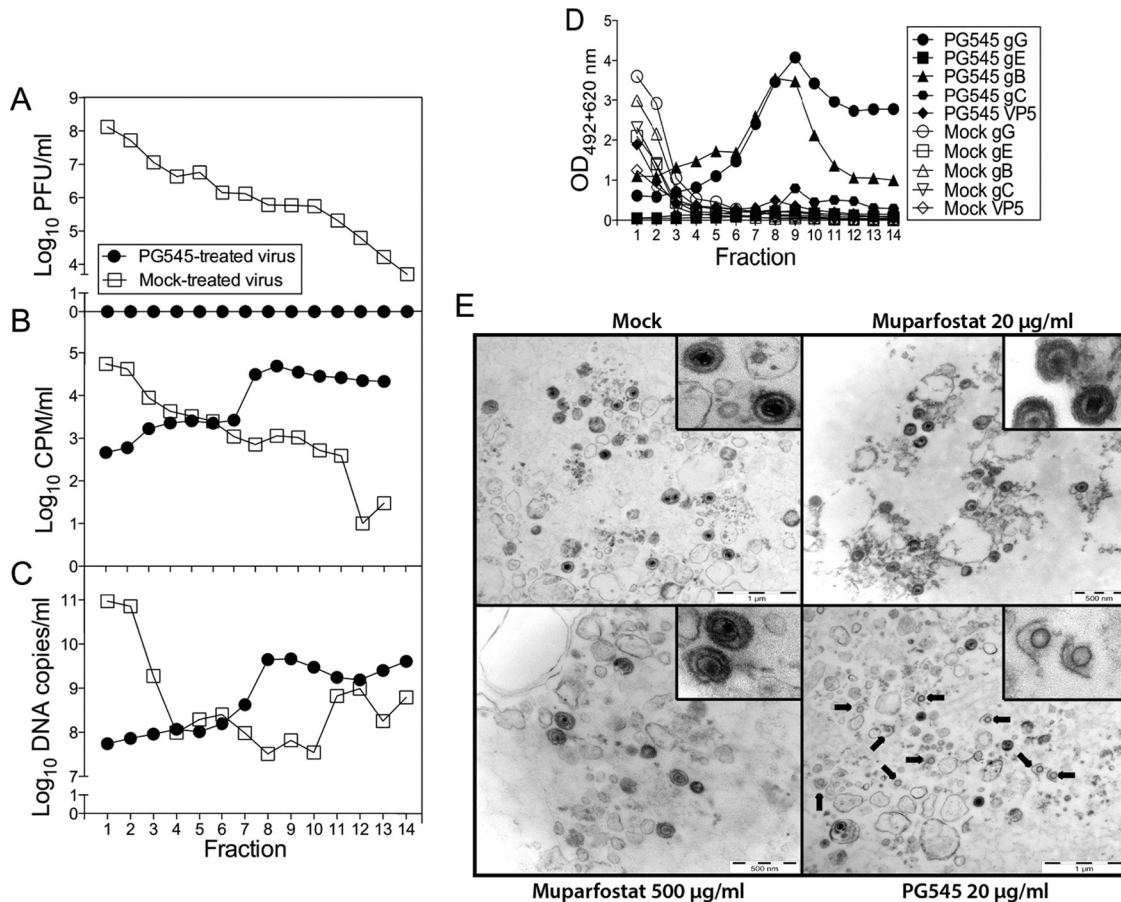 A
Log10 PFU/ml
9
8
7
6
5
4
1
0
PG545-treated virus
Mock-treated virus
B
Log10 CPM/ml
5
4
3
2
1
0
C
Log10 DNA copies/ml
11
10
9
8
7
1
0
1 2 3 4 5 6 7 8 9 10 11 12 13 14
Fraction
D
OD492+620 nm
5
4
3
2
1
0
1 2 3 4 5 6 7 8 9 10 11 12 13 14
Fraction
PG545 gG
PG545 gE
PG545 gB
PG545 gC
PG545 VP5
Mock gG
Mock gE
Mock gB
Mock gC
Mock VP5
E
Mock
Muparfostat 20 µg/ml
1 µm
500 nm
500 nm
1 µm
Muparfostat 500 µg/ml
PG545 20 µg/ml